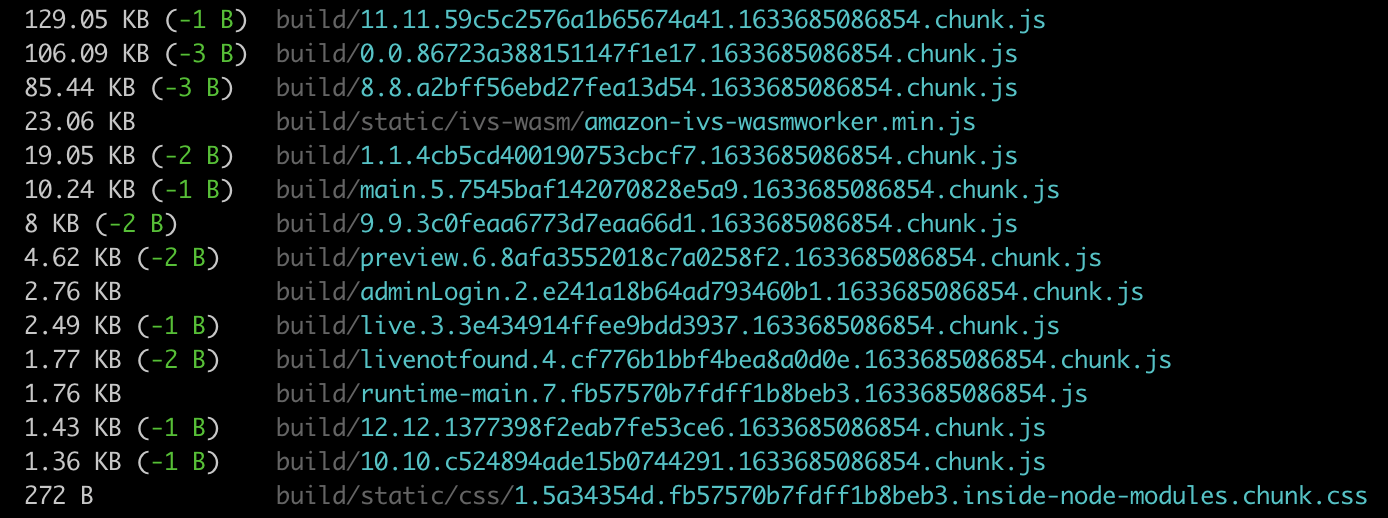 129.05 KB (-1 B) build/11.11.59c5c2576a1b65674a41.1633685086854.chunk.js
106.09 KB (-3 B) build/0.0.86723a388151147f1e17.1633685086854.chunk.js
85.44 KB (-3 B) build/8.8.a2bff56ebd27fea13d54.1633685086854.chunk.js
23.06 KB build/static/ivs-wasm/amazon-ivs-wasmworker.min.js
19.05 KB (-2 B) build/1.1.4cb5cd400190753cbcf7.1633685086854.chunk.js
10.24 KB (-1 B) build/main.5.7545baf142070828e5a9.1633685086854.chunk.js
8 KB (-2 B) build/9.9.3c0feaa6773d7eaa66d1.1633685086854.chunk.js
4.62 KB (-2 B) build/preview.6.8afa3552018c7a0258f2.1633685086854.chunk.js
2.76 KB build/adminLogin.2.e241a18b64ad793460b1.1633685086854.chunk.js
2.49 KB (-1 B) build/live.3.3e434914ffee9bdd3937.1633685086854.chunk.js
1.77 KB (-2 B) build/livenotfound.4.cf776b1bbf4bea8a0d0e.1633685086854.chunk.js
1.76 KB build/runtime-main.7.fb57570b7fdff1b8beb3.1633685086854.js
1.43 KB (-1 B) build/12.12.1377398f2eab7fe53ce6.1633685086854.chunk.js
1.36 KB (-1 B) build/10.10.c524894ade15b0744291.1633685086854.chunk.js
272 B build/static/css/1.5a34354d.fb57570b7fdff1b8beb3.inside-node-modules.chunk.css